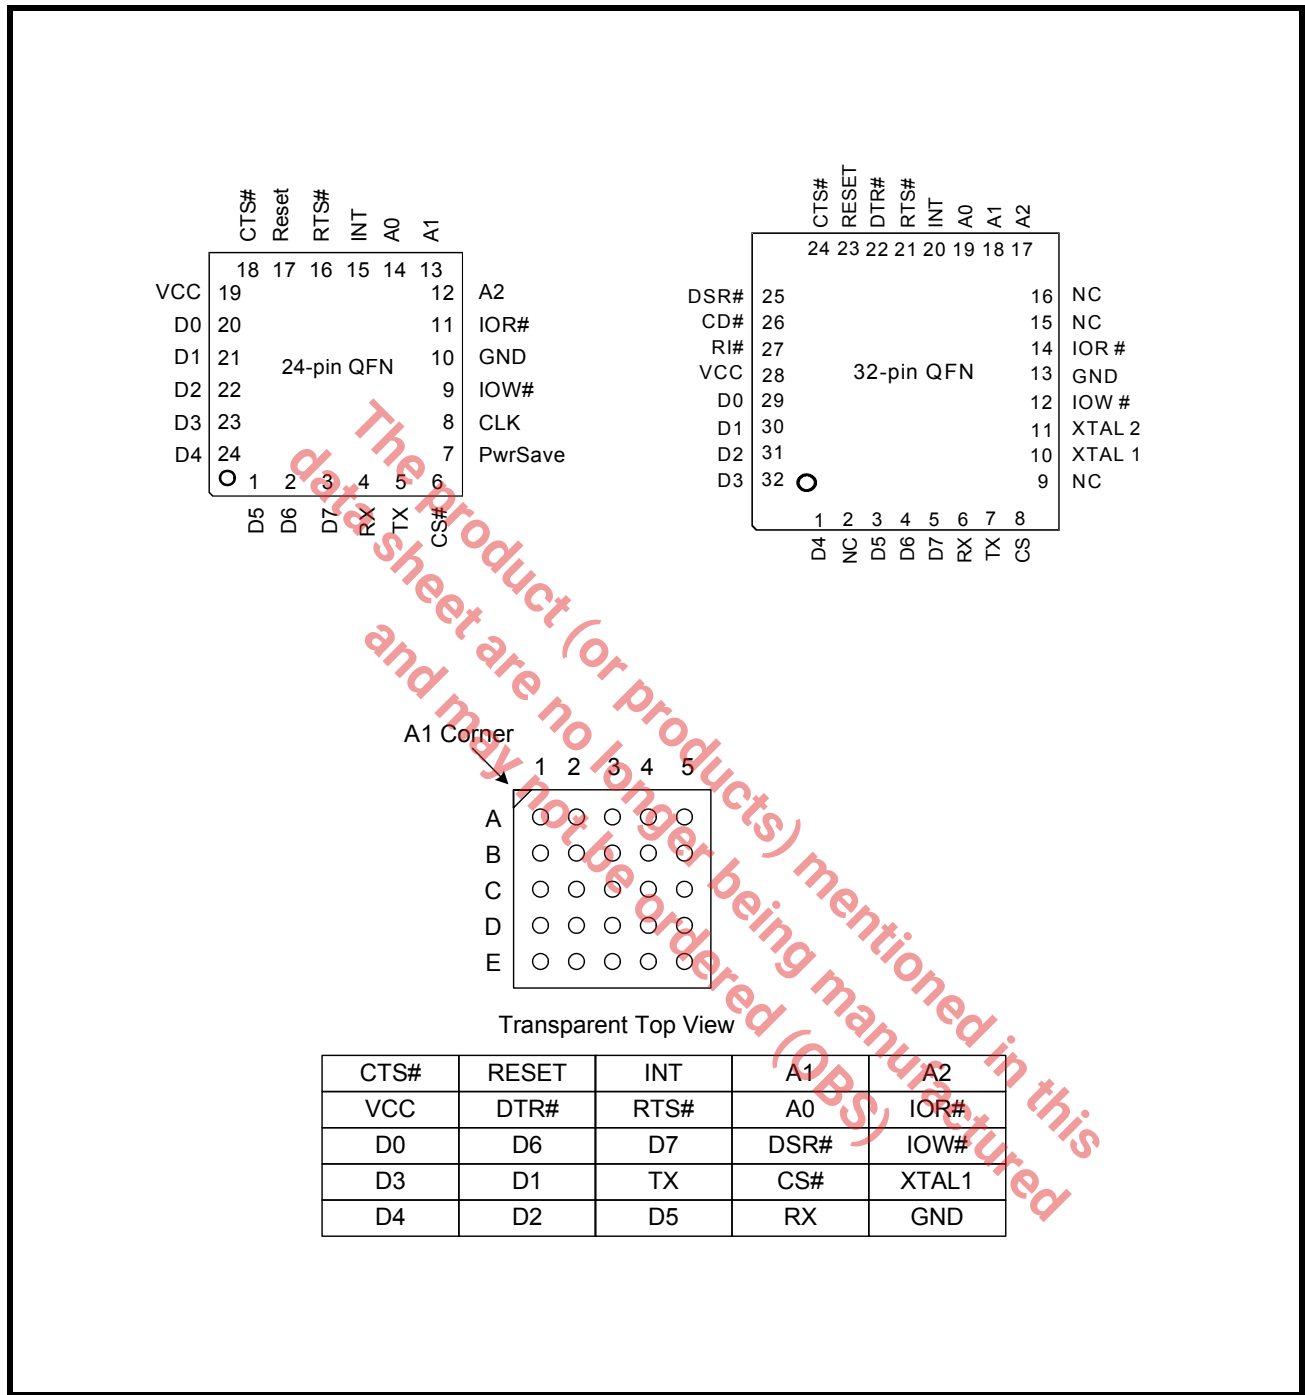 CTS# Reset RTS# INT A0 A1
18 17 16 15 14 13
VCC 19 12 A2
D0 20 11 IOR#
D1 21 10 GND
24-pin QFN
D2 22 9 IOW#
D3 23 8 CLK
D4 24 7 PwrSave
1 2 3 4 5 6
D5 D6 D7 RX TX CS#
CTS# RESET DTR# RTS# INT A0 A1 A2
24 23 22 21 20 19 18 17
DSR# 25 16 NC
CD# 26 15 NC
RI# 27 14 IOR #
VCC 28 13 GND
32-pin QFN
D0 29 12 IOW #
D1 30 11 XTAL 2
D2 31 10 XTAL 1
D3 32 9 NC
1 2 3 4 5 6 7 8
D4 NC D5 D6 D7 RX TX CS
A1 Corner
1 2 3 4 5
A
B
C
D
E
Transparent Top View
CTS# RESET INT A1 A2
VCC DTR# RTS# A0 IOR#
D0 D6 D7 DSR# IOW#
D3 D1 TX CS# XTAL1
D4 D2 D5 RX GND
The product (or products) mentioned in this
data sheet are no longer being manufactured
and may not be ordered (OBS)